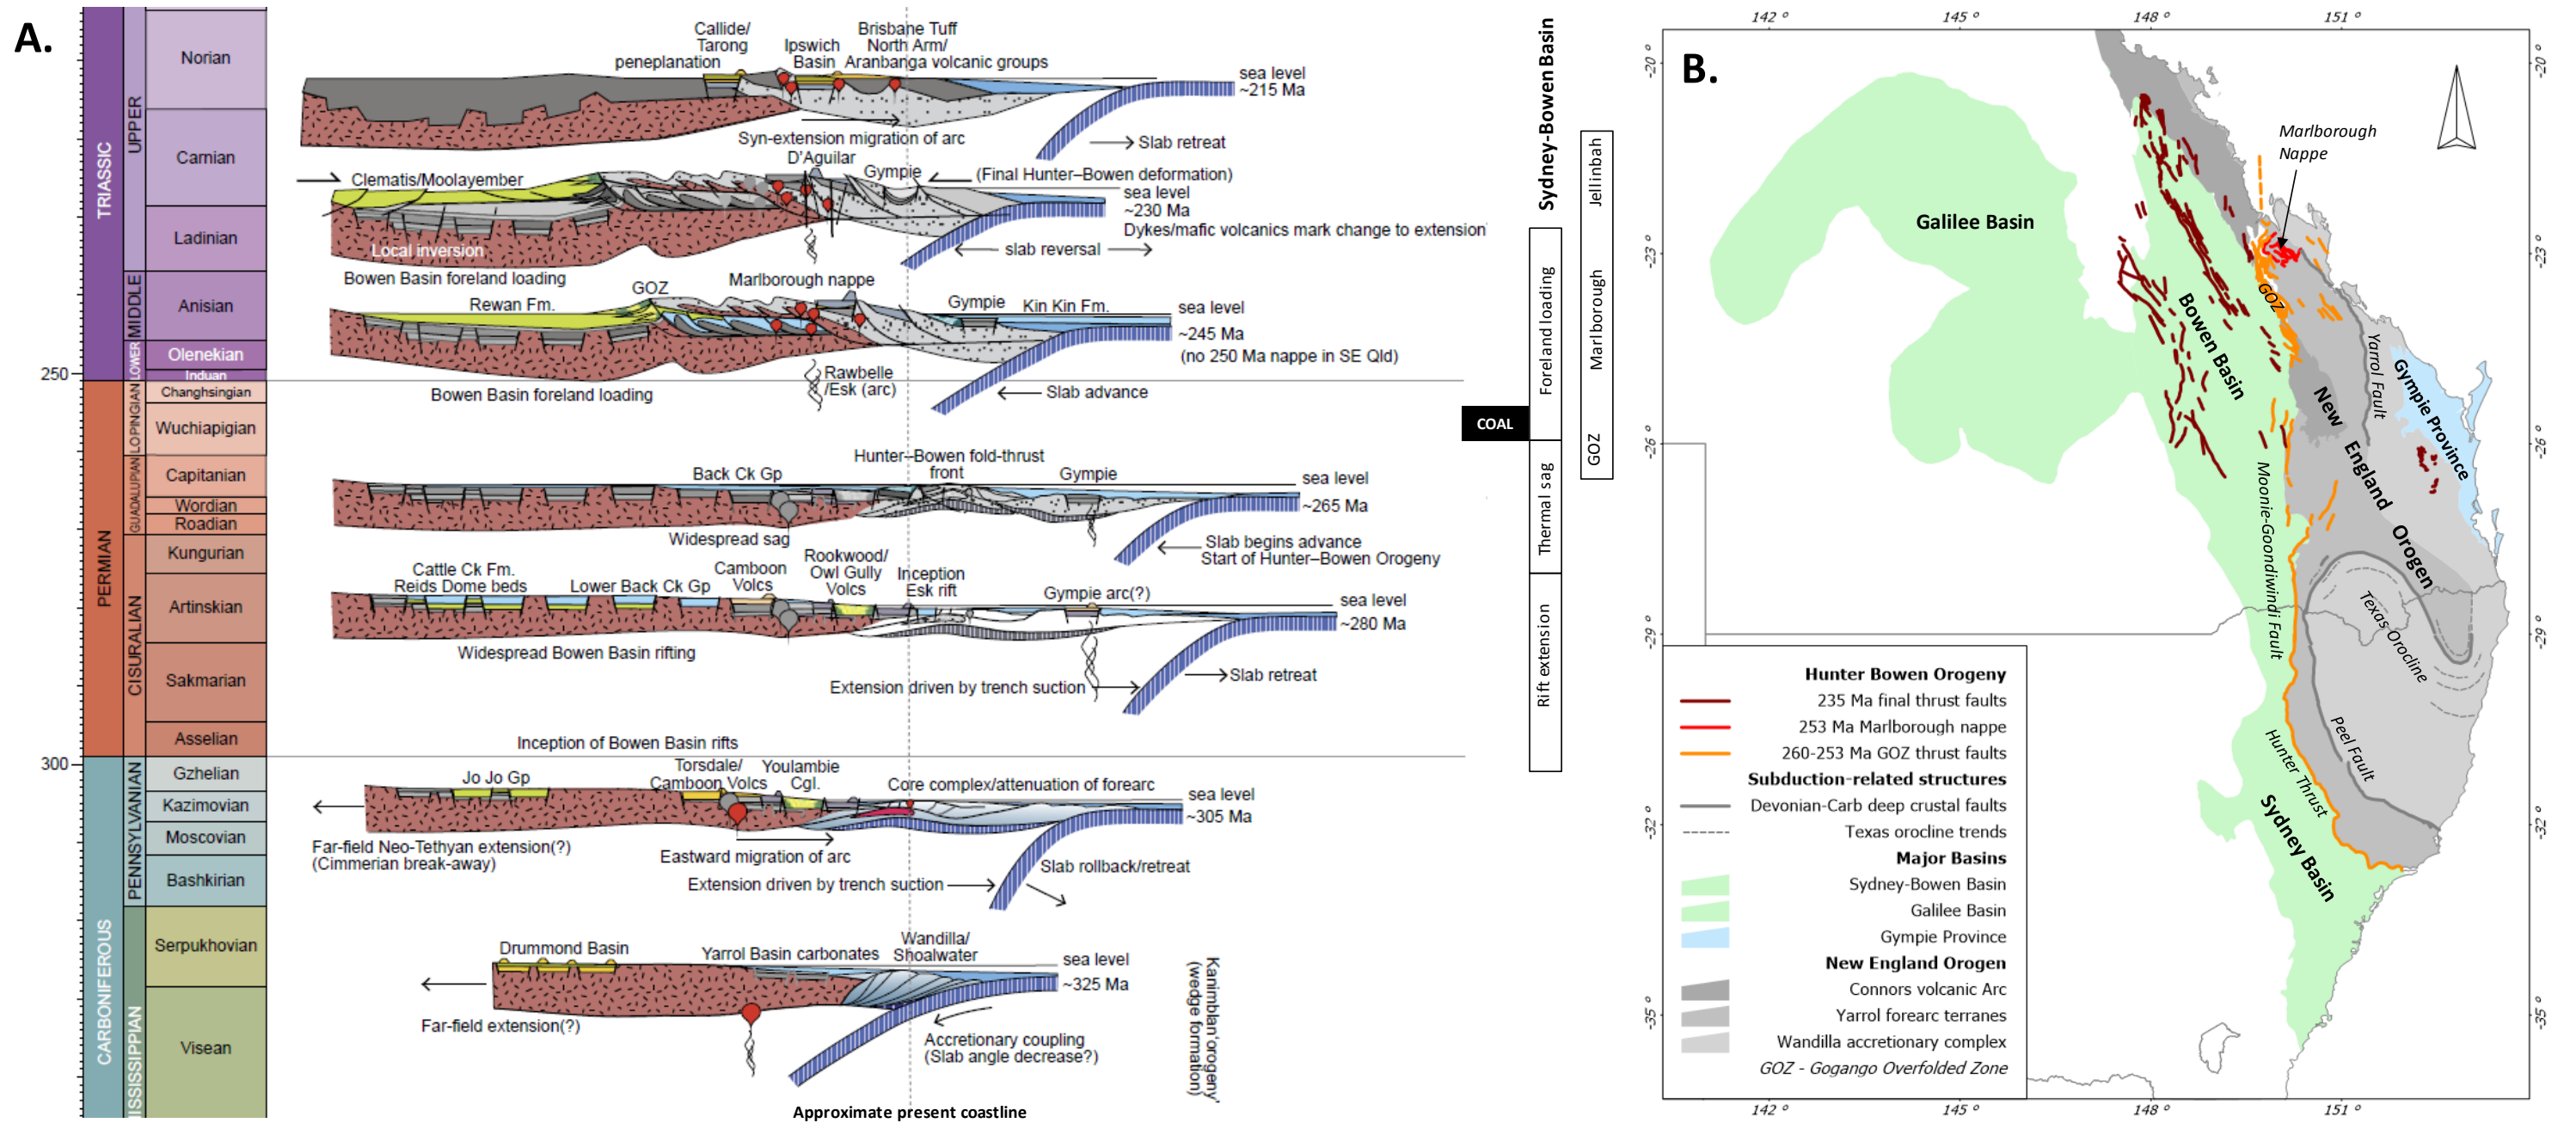 A.
TRIASSIC
UPPER
MIDDLE
LOWER
Norian
Carnian
Ladinian
Anisian
Olenekian
Induan
250
PERMIAN
LOPINGIAN
GUADALUPIAN
CISURALIAN
Changhsingian
Wuchiapigian
Capitanian
Wordian
Roadian
Kungurian
Artinskian
Sakmarian
Asselian
300
CARBONIFEROUS
PENNSYLVANIAN
ISSISSIPPIAN
Gzhelian
Kazimovian
Moscovian
Bashkirian
Serpukhovian
Visean
Callide/
Tarong
peneplanation
Ipswich
Basin
Brisbane Tuff
North Arm/
Aranbanga volcanic groups
sea level
~215 Ma
Syn-extension migration of arc
Slab retreat
D'Aguilar
Clematis/Moolayember
Gympie
(Final Hunter–Bowen deformation)
sea level
~230 Ma
Dykes/mafic volcanics mark change to extension
Local inversion
slab reversal
Bowen Basin foreland loading
Marlborough nappe
GOZ
Rewan Fm.
Gympie
Kin Kin Fm.
sea level
~245 Ma
(no 250 Ma nappe in SE Qld)
Rawbelle
/Esk (arc)
Bowen Basin foreland loading
Slab advance
Hunter–Bowen fold-thrust
front
Back Ck Gp
Gympie
sea level
~265 Ma
Widespread sag
Slab begins advance
Start of Hunter–Bowen Orogeny
Cattle Ck Fm.
Reids Dome beds
Lower Back Ck Gp
Camboon
Volcs
Rookwood/
Owl Gully
Volcs
Inception
Esk rift
Gympie arc(?)
sea level
~280 Ma
Widespread Bowen Basin rifting
Slab retreat
Extension driven by trench suction
Inception of Bowen Basin rifts
Jo Jo Gp
Torsdale/
Camboon Volcs
Youlambie
Cgl.
Core complex/attenuation of forearc
sea level
~305 Ma
Far-field Neo-Tethyan extension(?)
(Cimmerian break-away)
Eastward migration of arc
Slab rollback/retreat
Extension driven by trench suction
Drummond Basin
Yarrol Basin carbonates
Wandilla/
Shoalwater
sea level
~325 Ma
Far-field extension(?)
Accretionary coupling
(Slab angle decrease?)
Kanimblan 'orogeny'
(wedge formation)
Approximate present coastline
Sydney-Bowen Basin
COAL
Foreland loading
Thermal sag
Rift extension
Jellinbah
Marlborough
GOZ
B.
142 °
145 °
148 °
151 °
-20 °
-23 °
-26 °
-29 °
-32 °
-35 °
-20 °
-23 °
-26 °
-29 °
-32 °
-35 °
142 °
145 °
148 °
151 °
Marlborough
Nappe
Galilee Basin
Bowen Basin
GOZ
Yarrol Fault
Gympie Province
New England Orogen
Moonie-Goondiwindi Fault
Texas Orocline
Peel Fault
Hunter Thrust
Sydney Basin
Hunter Bowen Orogeny
235 Ma final thrust faults
253 Ma Marlborough nappe
260-253 Ma GOZ thrust faults
Subduction-related structures
Devonian-Carb deep crustal faults
Texas orocline trends
Major Basins
Sydney-Bowen Basin
Galilee Basin
Gympie Province
New England Orogen
Connors volcanic Arc
Yarrol forearc terranes
Wandilla accretionary complex
GOZ - Gogango Overfolded Zone